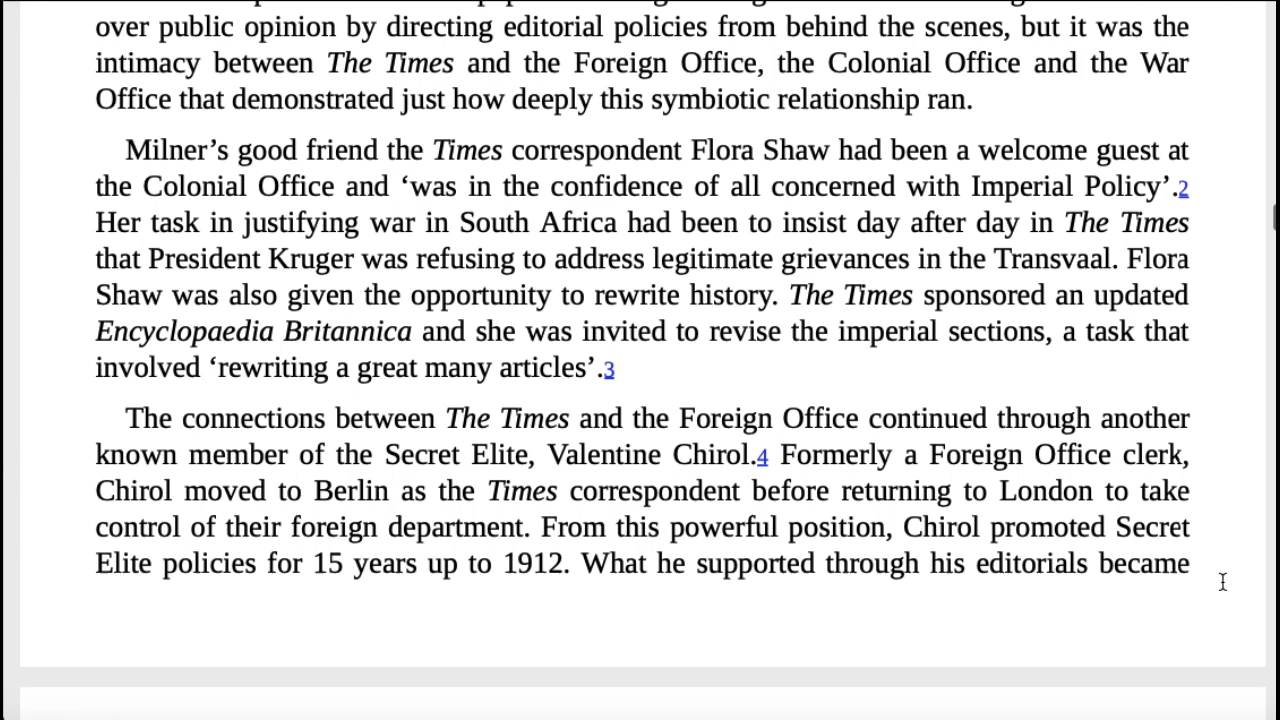 over public opinion by directing editorial policies from behind the scenes, but it was the
intimacy between The Times and the Foreign Office, the Colonial Office and the War
Office that demonstrated just how deeply this symbiotic relationship ran.
Milner’s good friend the Times correspondent Flora Shaw had been a welcome guest at
the Colonial Office and ‘was in the confidence of all concerned with Imperial Policy’.2
Her task in justifying war in South Africa had been to insist day after day in The Times
that President Kruger was refusing to address legitimate grievances in the Transvaal. Flora
Shaw was also given the opportunity to rewrite history. The Times sponsored an updated
Encyclopaedia Britannica and she was invited to revise the imperial sections, a task that
involved ‘rewriting a great many articles’.3
The connections between The Times and the Foreign Office continued through another
known member of the Secret Elite, Valentine Chirol.4 Formerly a Foreign Office clerk,
Chirol moved to Berlin as the Times correspondent before returning to London to take
control of their foreign department. From this powerful position, Chirol promoted Secret
Elite policies for 15 years up to 1912. What he supported through his editorials became